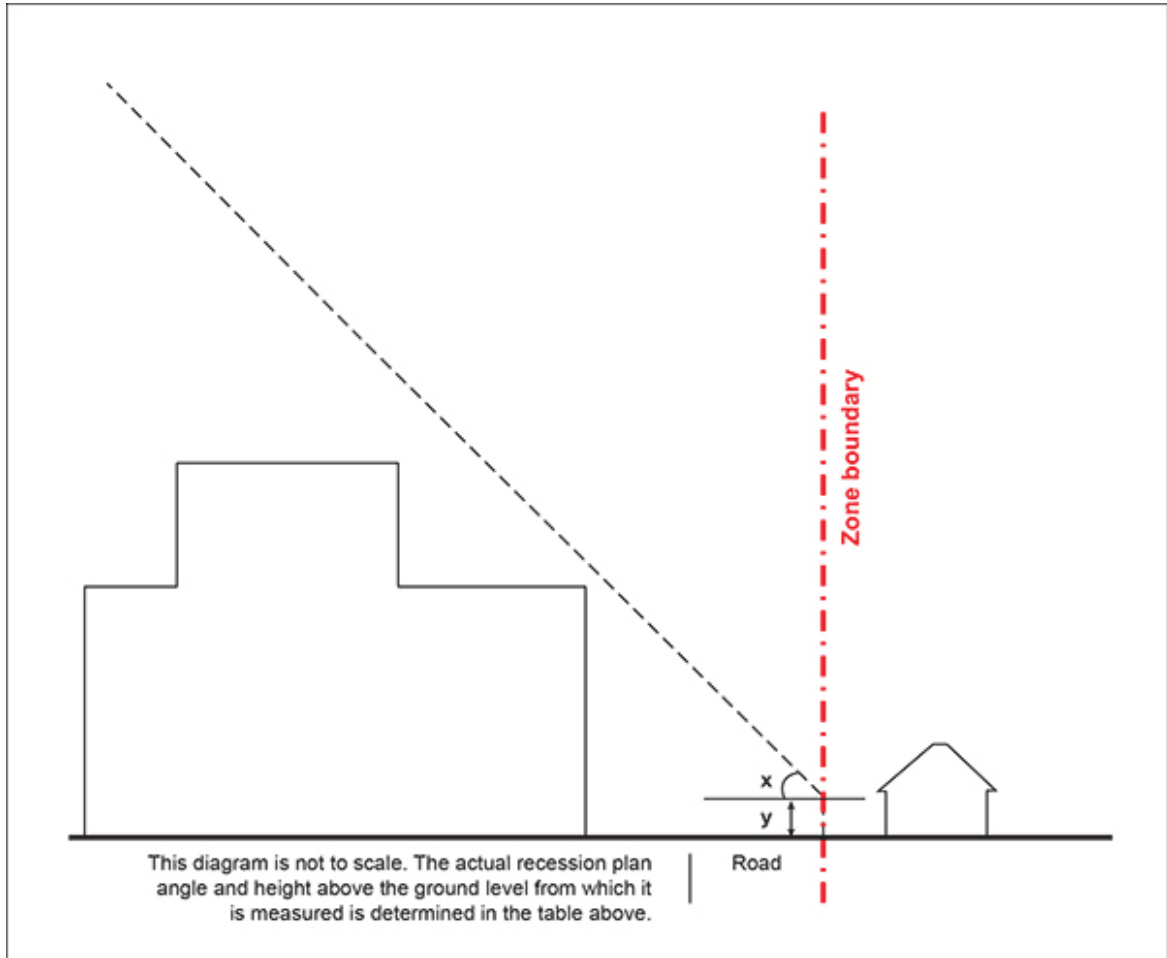 Zone boundary
x
y
This diagram is not to scale. The actual recession plan
angle and height above the ground level from which it
is measured is determined in the table above.
Road